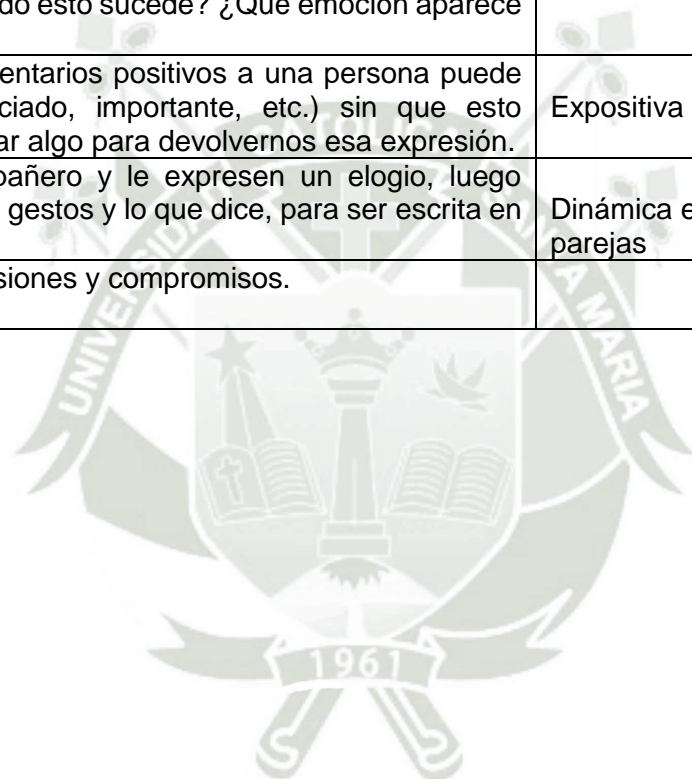 do esto sucede? ¿Qué emoción aparece
entarios positivos a una persona puede
ciado, importante, etc.) sin que esto
ar algo para devolvernos esa expresión.
Expositiva
pañero y le expresen un elogio, luego
gestos y lo que dice, para ser escrita en
Dinámica e
parejas
siones y compromisos.
UNIVERSIDAD CATOLICA
MARIA
1961